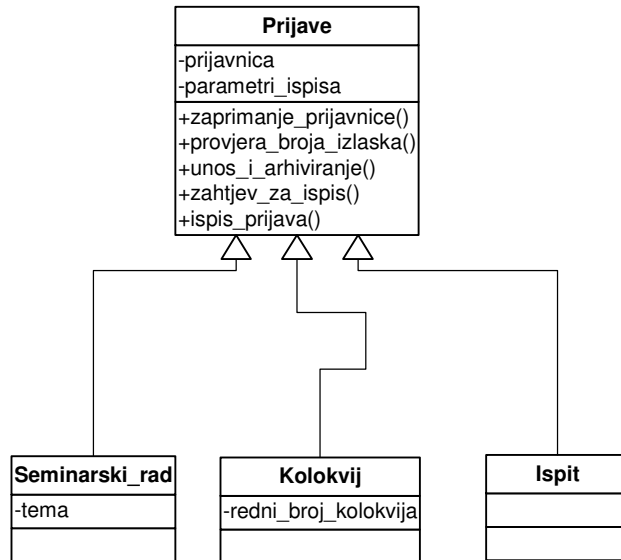 Prijave
-prijavnica
-parametri_ispisa
+zaprimanje_prijavnice()
+provjera_broja_izlaska()
+unos_i_arhiviranje()
+zahtjev_za_ispis()
+ispis_prijava()
Seminarski_rad
-tema
Kolokvij
-redni_broj_kolokvija
Ispit